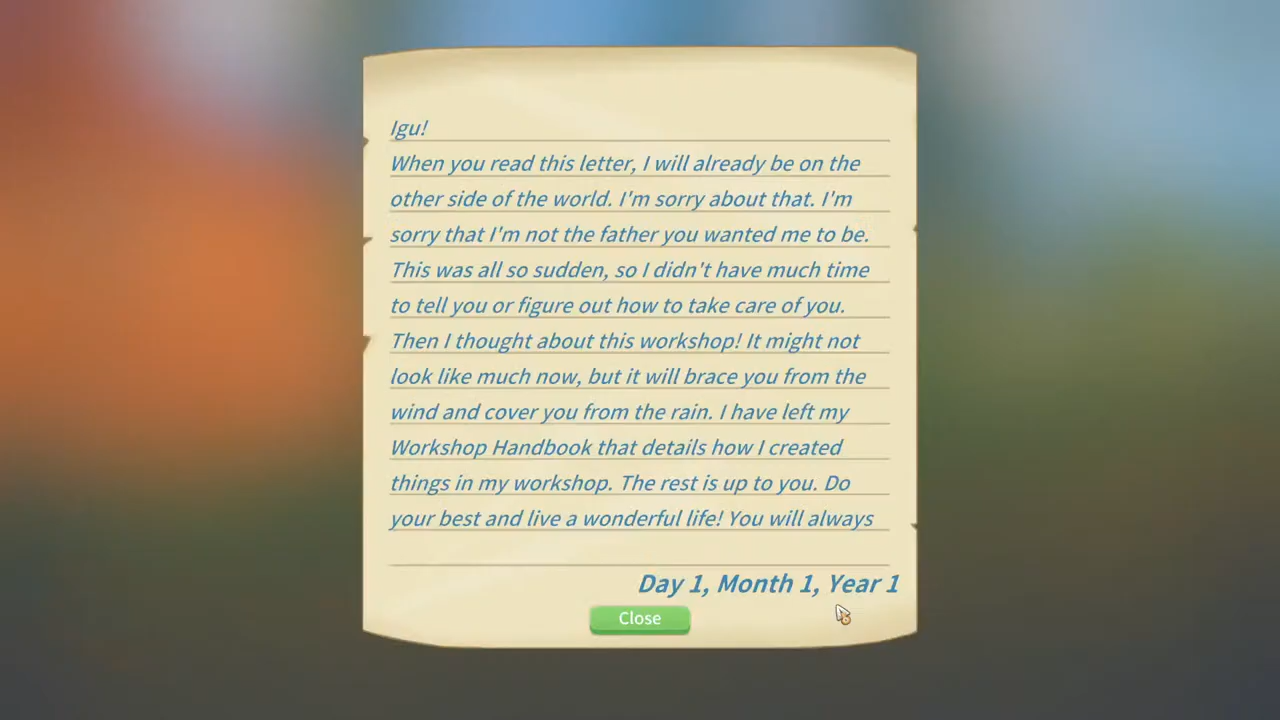 Igu!
When you read this letter, I will already be on the
other side of the world. I'm sorry about that. I'm
sorry that I'm not the father you wanted me to be.
This was all so sudden, so I didn't have much time
to tell you or figure out how to take care of you.
Then I thought about this workshop! It might not
look like much now, but it will brace you from the
wind and cover you from the rain. I have left my
Workshop Handbook that details how I created
things in my workshop. The rest is up to you. Do
your best and live a wonderful life! You will always
Day 1, Month 1, Year 1
Close